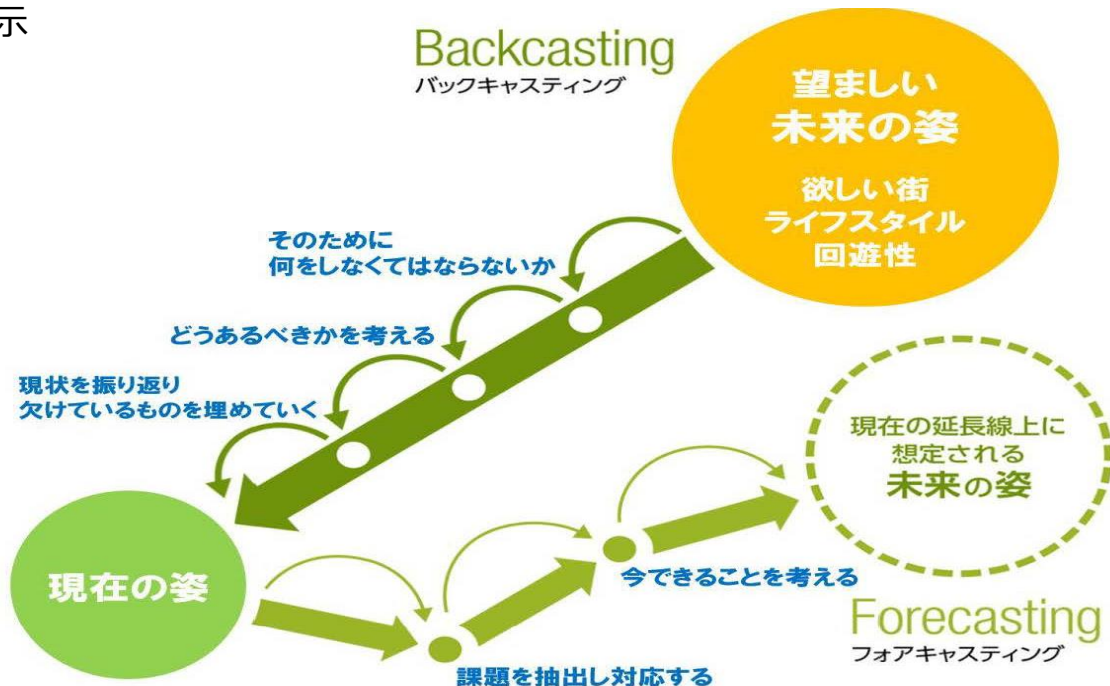 示
Backcasting
バックキャスティング
望ましい
未来の姿
欲しい街
ライフスタイル
回遊性
そのために
何をしなくてはならないか
どうあるべきかを考える
現状を振り返り
欠けているものを埋めていく
現在の延長線上に
想定される
未来の姿
現在の姿
今できることを考える
課題を抽出し対応する
Forecasting
フォアキャスティング